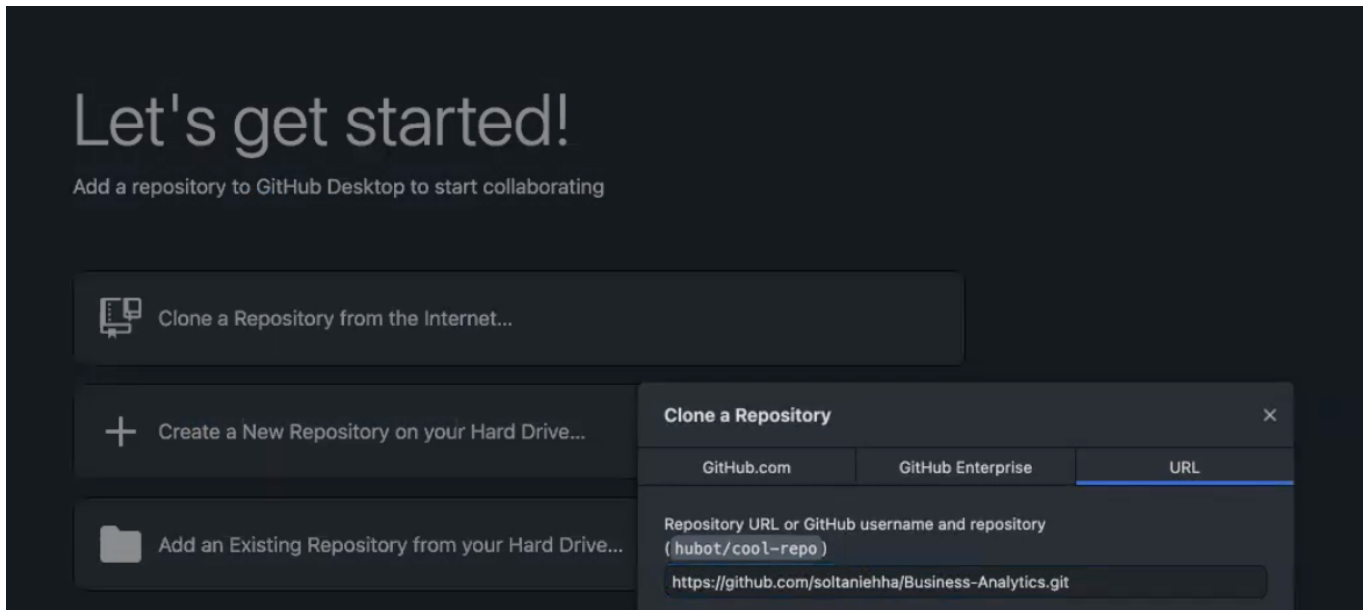 Let's get started!
Add a repository to GitHub Desktop to start collaborating
Clone a Repository from the Internet...
Create a New Repository on your Hard Drive...
Add an Existing Repository from your Hard Drive...
Clone a Repository
GitHub.com
GitHub Enterprise
URL
Repository URL or GitHub username and repository
(hubot/cool-repo)
https://github.com/soltaniehha/Business-Analytics.git